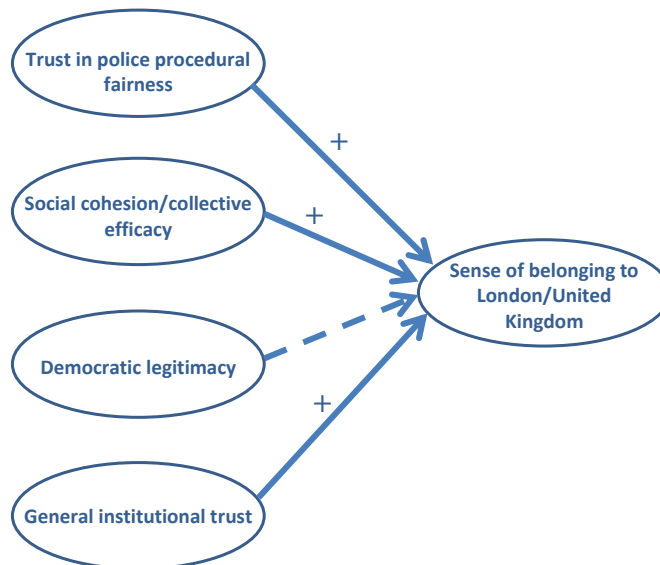 Trust in police procedural
fairness
+
Social cohesion/collective
efficacy
+
Sense of belonging to
London/United
Kingdom
Democratic legitimacy
+
General institutional trust